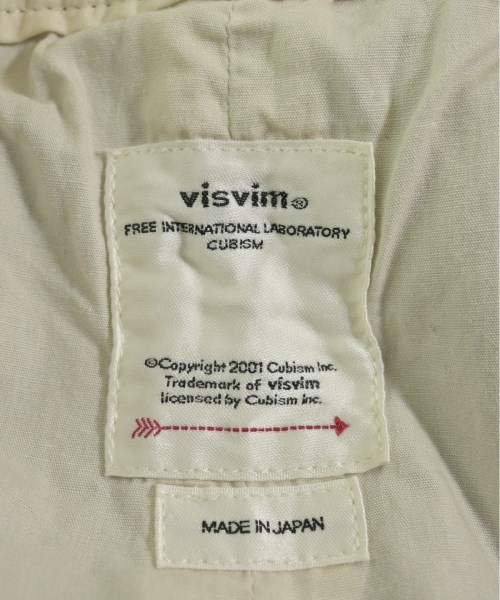 visvim®
FREE INTERNATIONAL LABORATORY
CUBISM
©Copyright 2001 Cubism Inc.
Trademark of visvim
licensed by Cubism inc.
MADE IN JAPAN